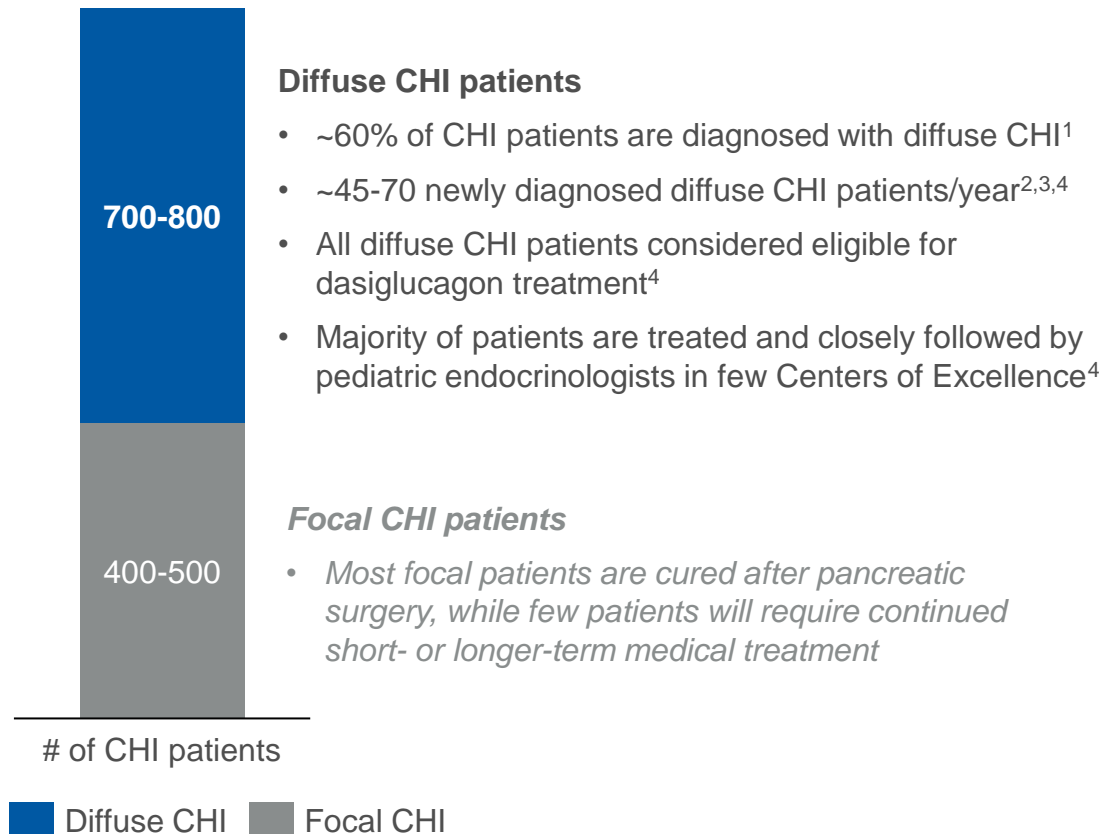 Diffuse CHI patients
• ~60% of CHI patients are diagnosed with diffuse CHI1
• ~45-70 newly diagnosed diffuse CHI patients/year2,3,4
700-800
• All diffuse CHI patients considered eligible for
dasiglucagon treatment4
• Majority of patients are treated and closely followed by
pediatric endocrinologists in few Centers of Excellence4
Focal CHI patients
400-500
• Most focal patients are cured after pancreatic
surgery, while few patients will require continued
short- or longer-term medical treatment
# of CHI patients
Diffuse CHI Focal CHI